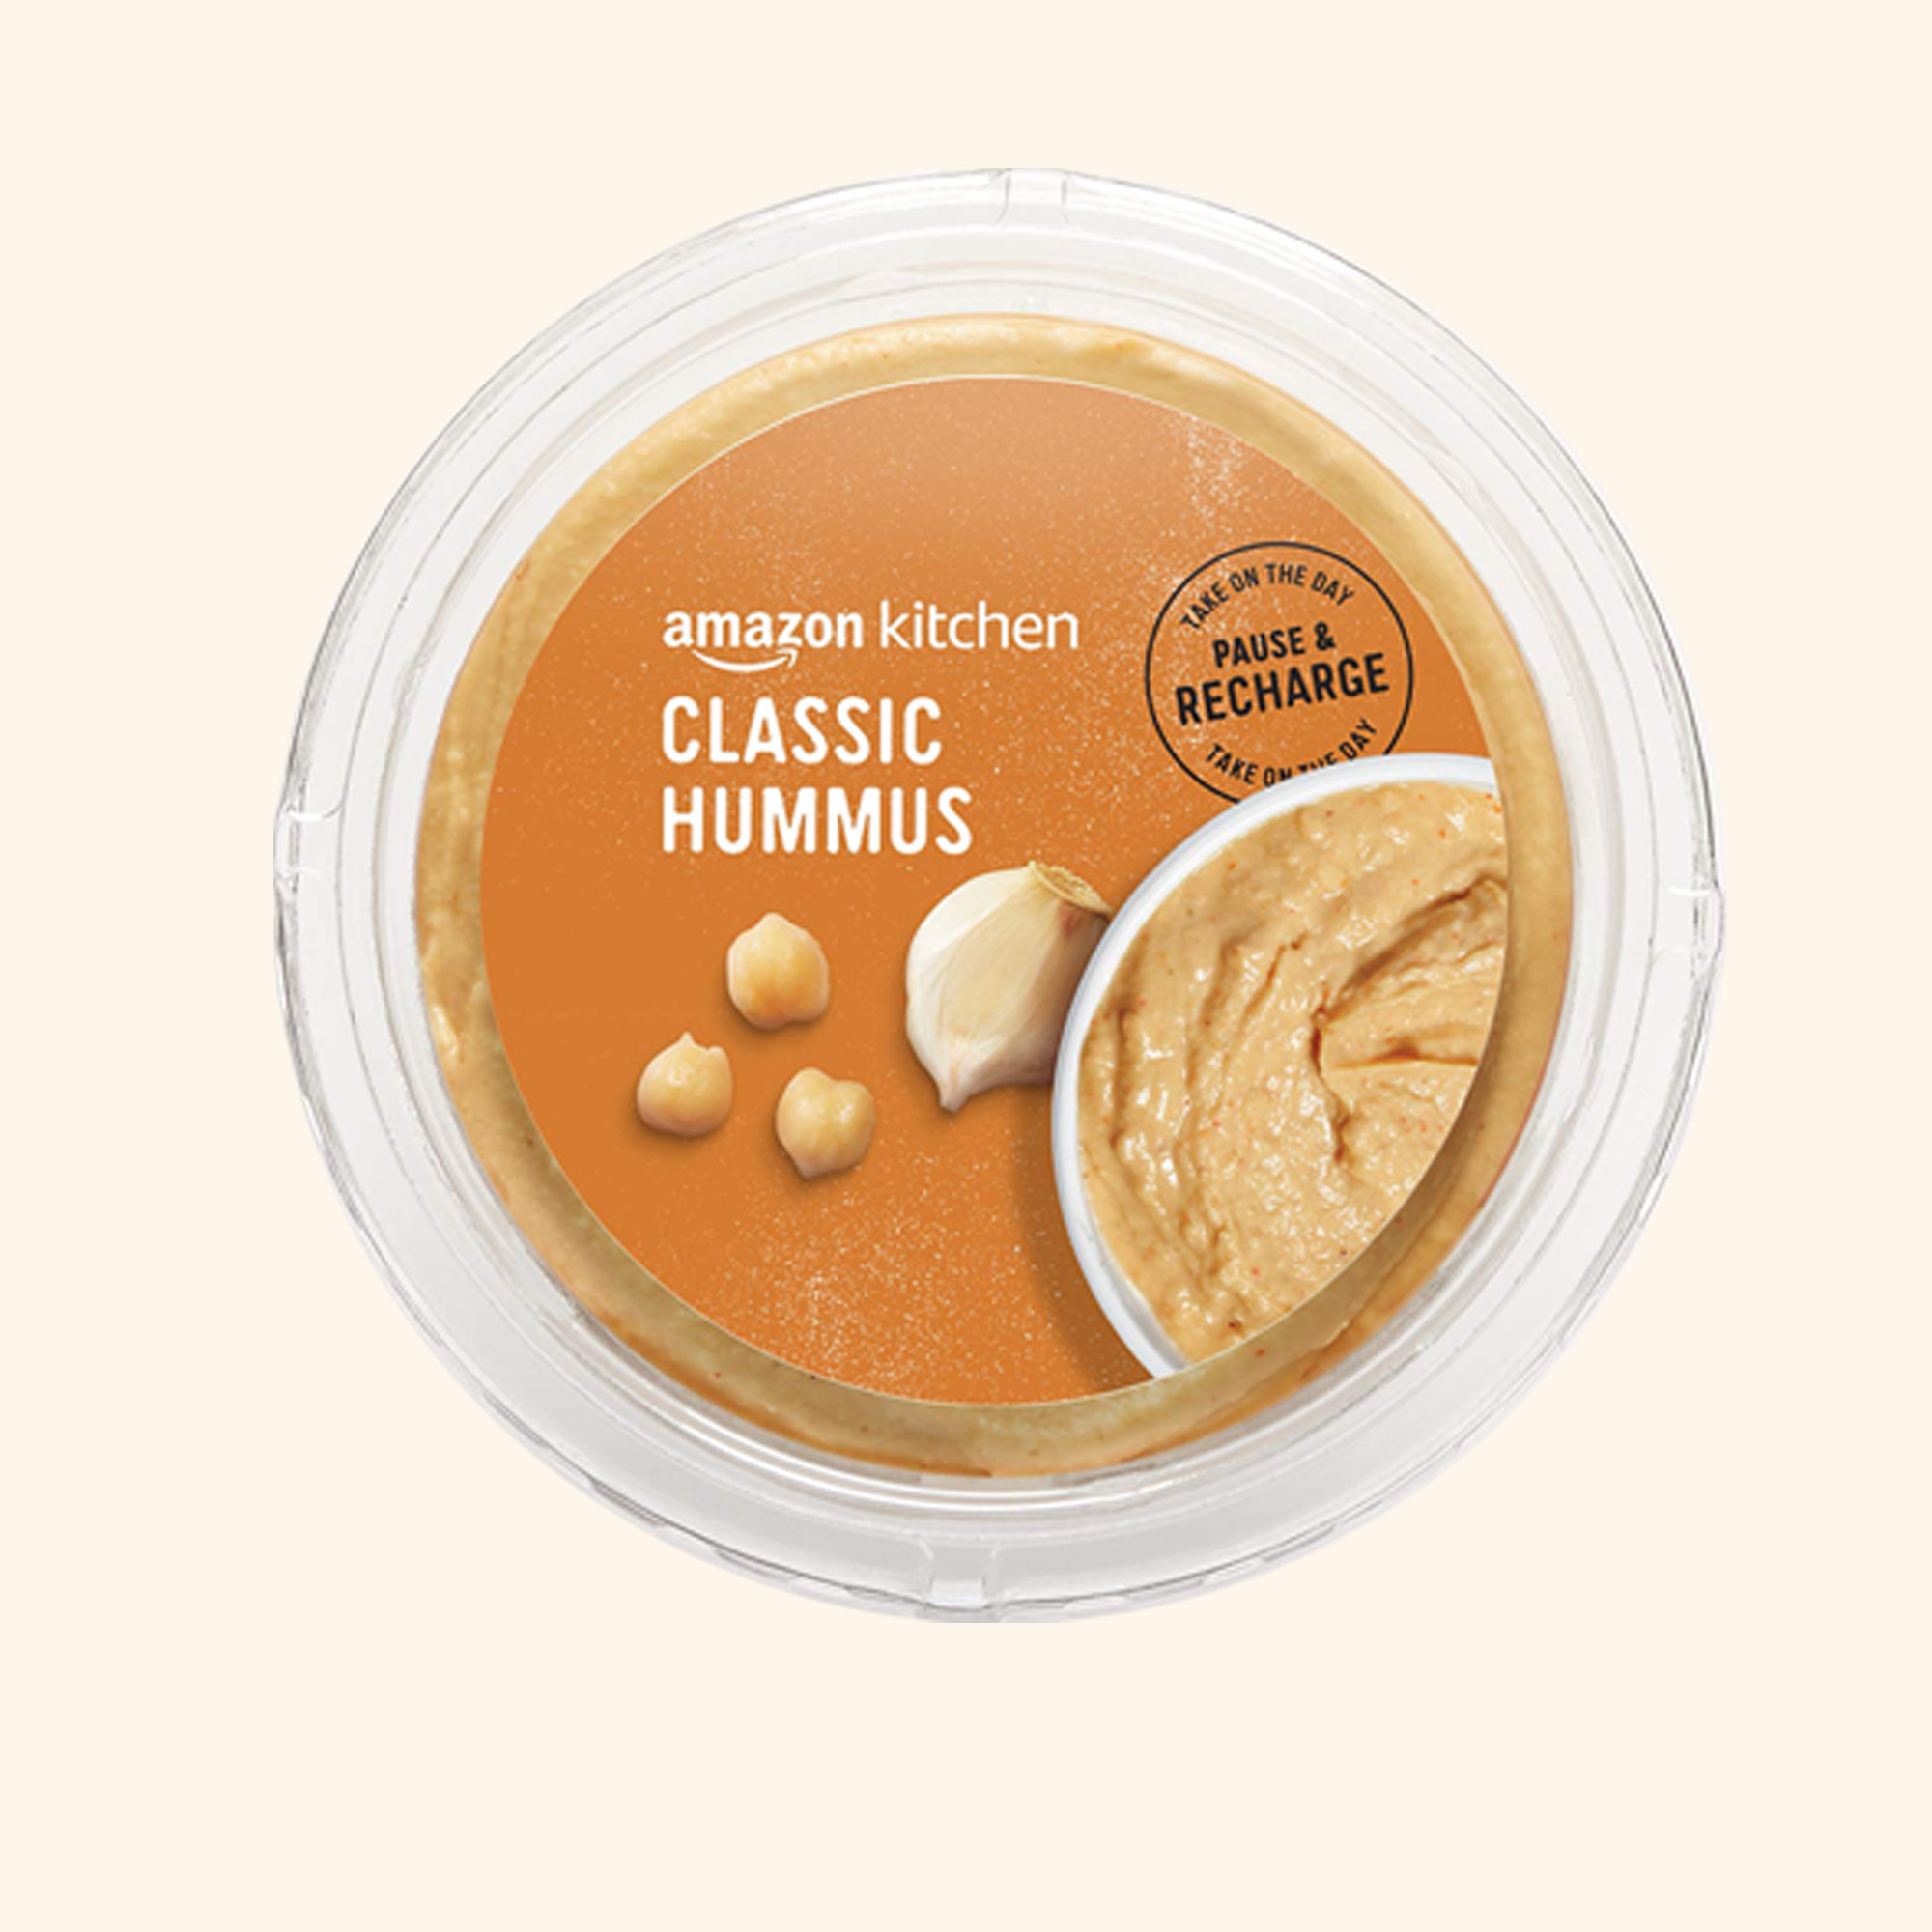 amazon kitchen
CLASSIC
HUMMUS
TAKE ON THE DAY
PAUSE &
RECHARGE
TAKE ON THE DAY